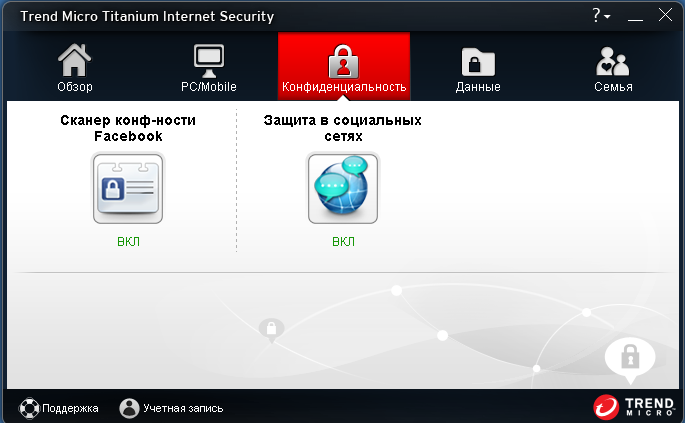 Trend Micro Titanium Internet Security
?
Обзор
PC/Mobile
Конфиденциальность
Данные
Семья
Сканер конф-ности
Facebook
ВКЛ
Защита в социальных
сетях
ВКЛ
Поддержка
Учетная запись
TREND
MICRO